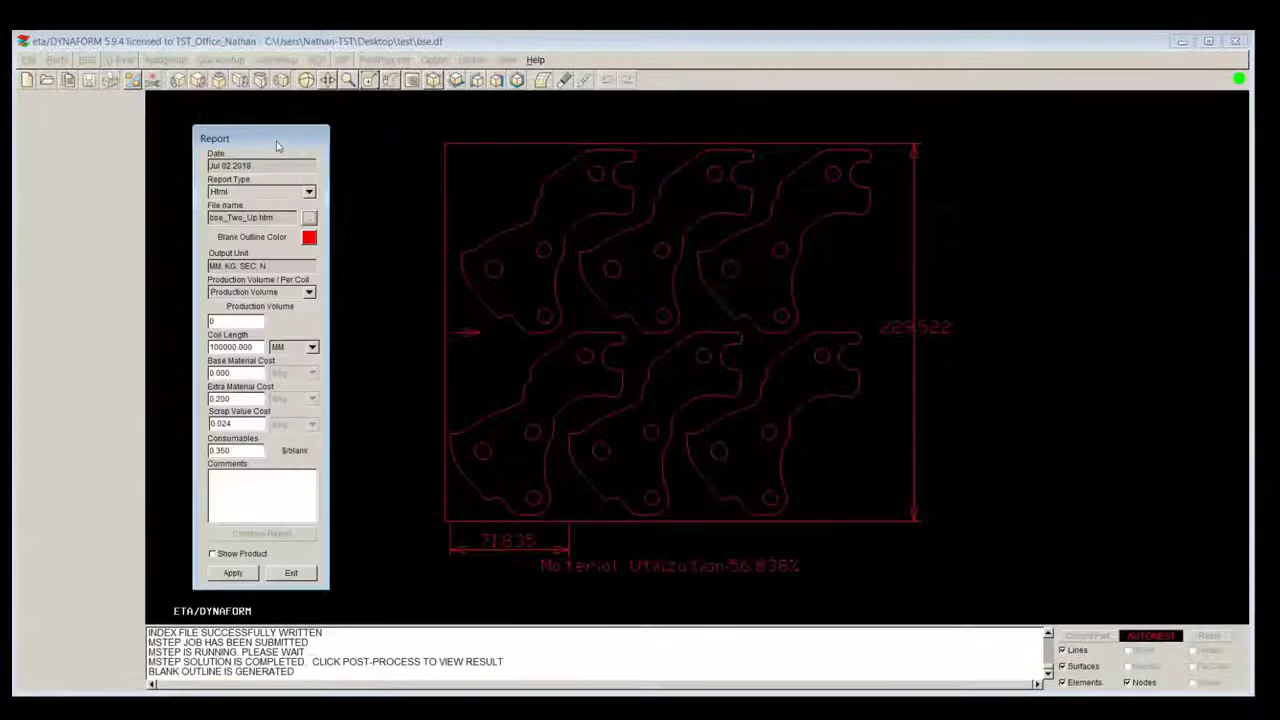 eta/DYNAFORM 5.9.4 licensed to TST_Office_Nathan - C:\Users\Nathan-TST\Desktop\test\bse.df
Help
Report
Date
Jul 02 2018
Report Type
Html
File name
bse_Two_Up.htm
...
Blank Outline Color
Output Unit
MM, KG, SEC, N
Production Volume / Per Coil
Production Volume
Production Volume
0
Coil Length
100000.000 MM
Base Material Cost
0.000
Extra Material Cost
0.200
Scrap Value Cost
0.024
Consumables
0.350 $/blank
Comments
Combine Report
Show Product
Apply Exit
229.522
71.835
Material Utilization-56.838%
ETA/DYNAFORM
INDEX FILE SUCCESSFULLY WRITTEN
MSTEP JOB HAS BEEN SUBMITTED
MSTEP IS RUNNING. PLEASE WAIT ...
MSTEP SOLUTION IS COMPLETED. CLICK POST-PROCESS TO VIEW RESULT
BLANK OUTLINE IS GENERATED
Current Part AUTONEST Reset
Lines
Surfaces
Elements Nodes